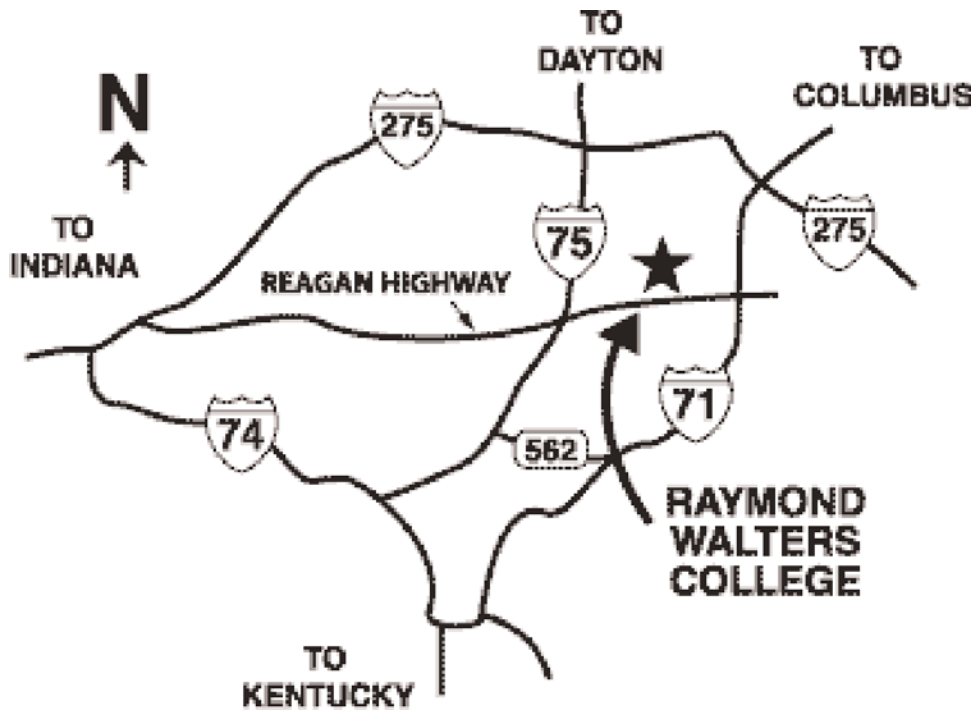 TO
DAYTON
TO
COLUMBUS
N
275
TO
INDIANA
75
275
REAGAN HIGHWAY
74
71
562
RAYMOND
WALTERS
COLLEGE
TO
KENTUCKY